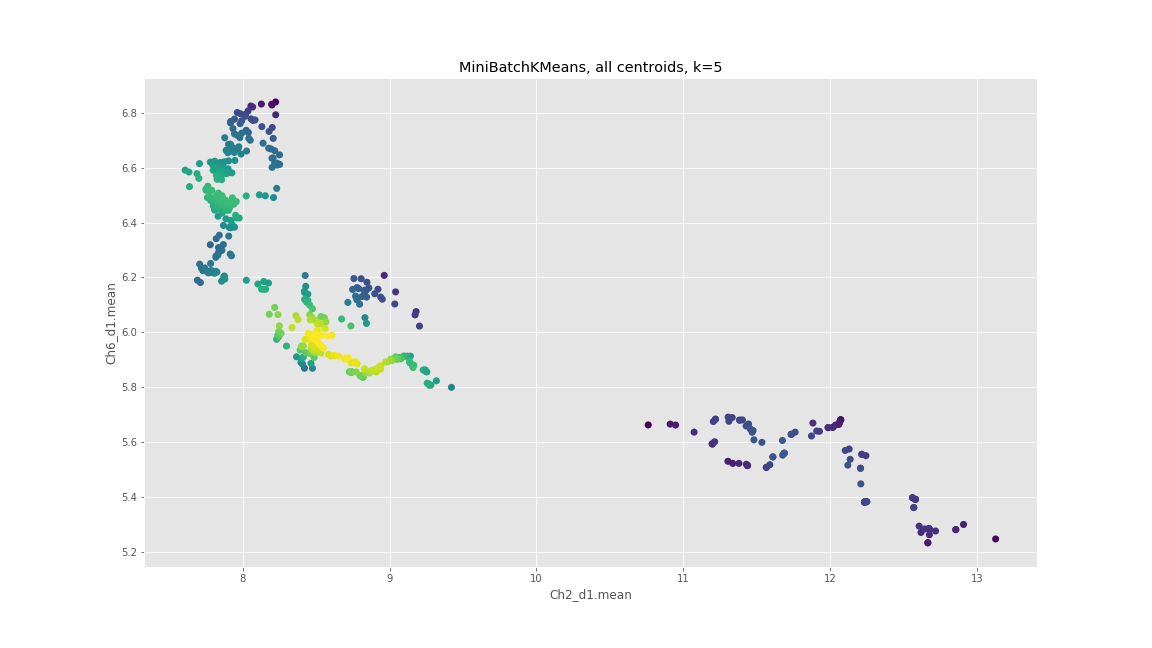 MiniBatchKMeans, all centroids, k=5
6.8
6.6
6.4
6.2
6.0
5.8
5.6
5.4
5.2
Ch6_d1.mean
8 9 10 11 12 13
Ch2_d1.mean